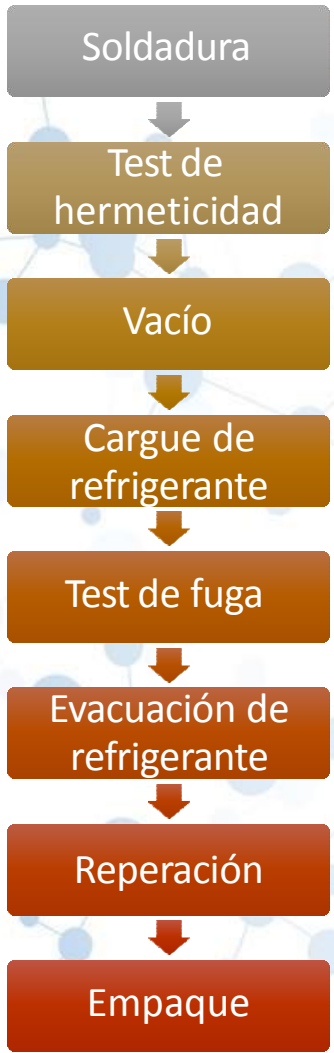 Soldadura
Test de
hermeticidad
Vacío
Cargue de
refrigerante
Test de fuga
Evacuación de
refrigerante
Reperación
Empaque